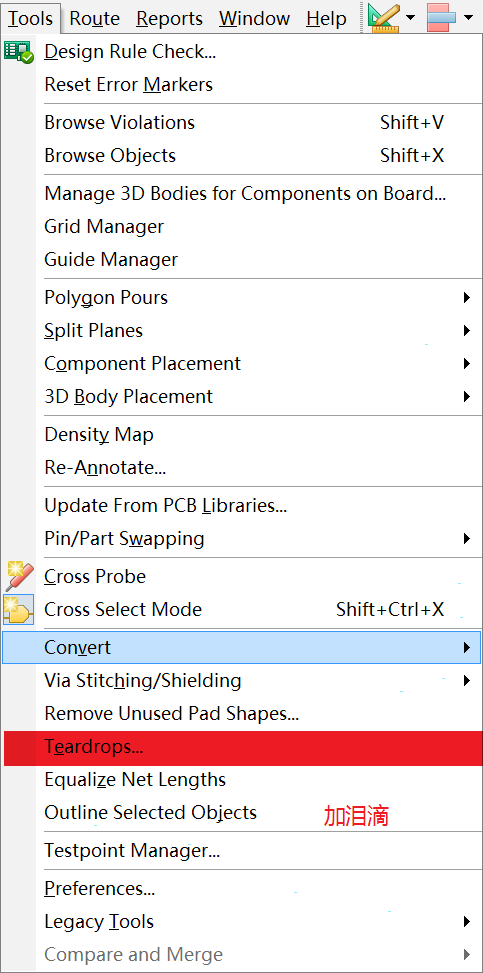 Tools Route Reports Window Help
Design Rule Check...
Reset Error Markers
Browse Violations Shift+V
Browse Objects Shift+X
Manage 3D Bodies for Components on Board...
Grid Manager
Guide Manager
Polygon Pours
Split Planes
Component Placement
3D Body Placement
Density Map
Re-Annotate...
Update From PCB Libraries...
Pin/Part Swapping
Cross Probe
Cross Select Mode Shift+Ctrl+X
Convert
Via Stitching/Shielding
Remove Unused Pad Shapes...
Teardrops...
Equalize Net Lengths
Outline Selected Objects
加泪滴
Testpoint Manager...
Preferences...
Legacy Tools
Compare and Merge